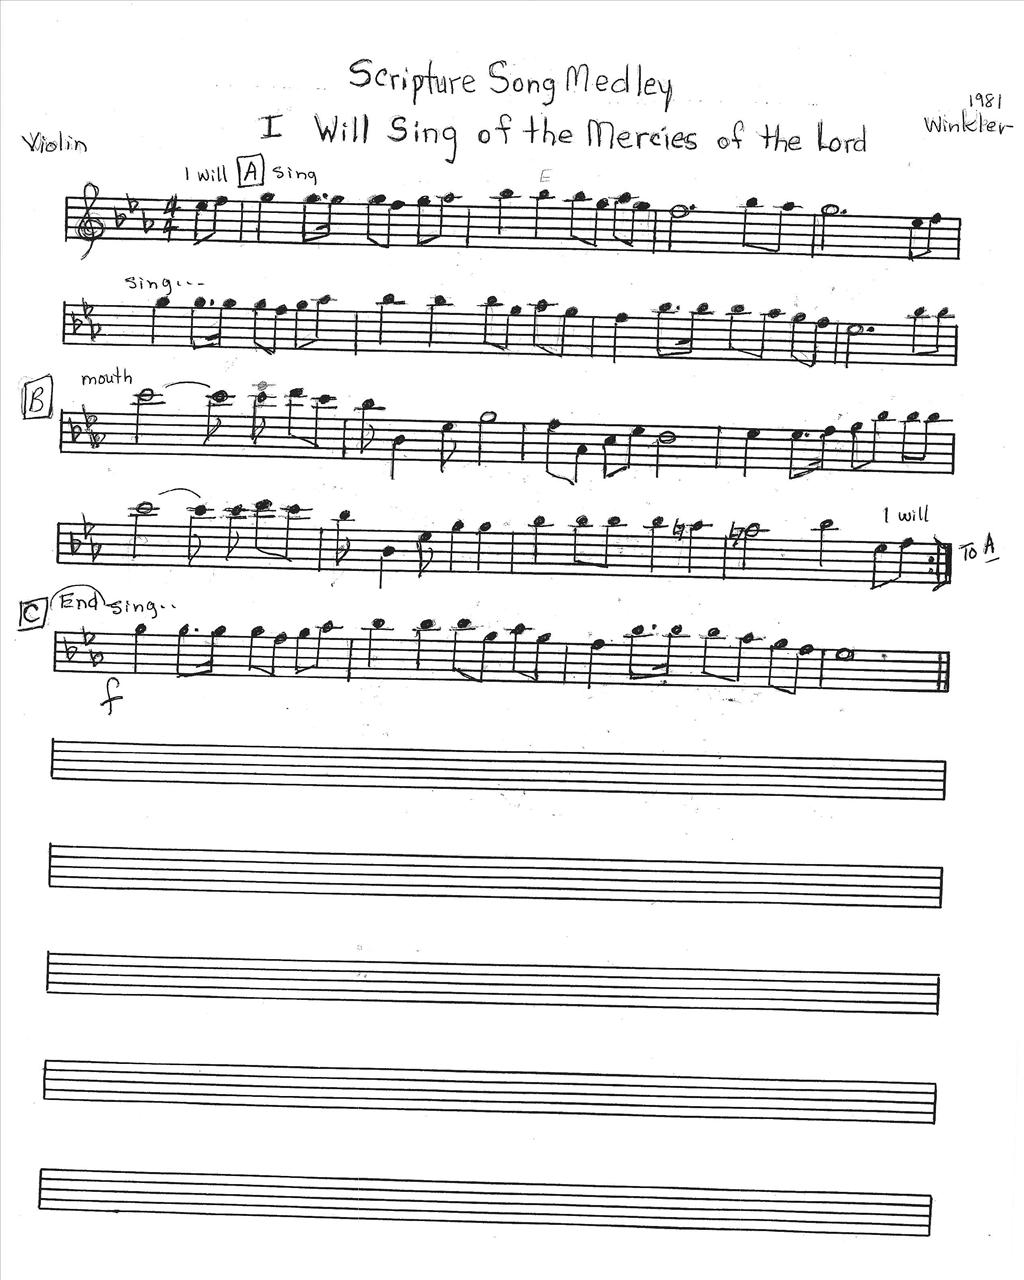 Scripture Song Medley
1981
I Will Sing of the Mercies of the Lord
Winkler
Violin
I will A Sing
E
4
4
sing...
B mouth
I will
To A
C End sing..
f